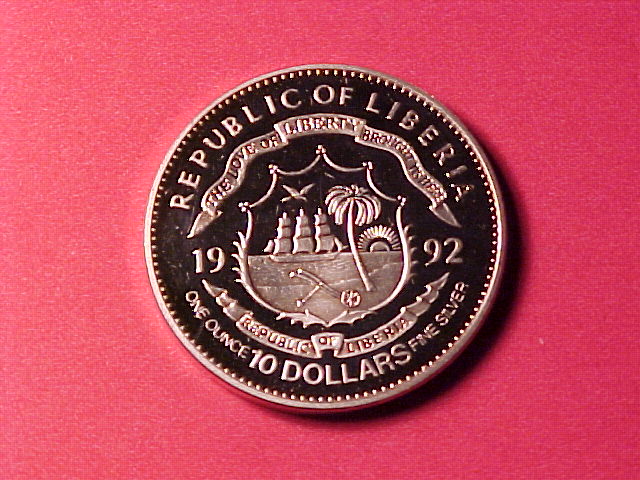 REPUBLIC OF LIBERIA
THE LOVE OF LIBERTY BROUGHT US HERE
19 92
REPUBLIC OF LIBERIA
ONE OUNCE 10 DOLLARS FINE SILVER